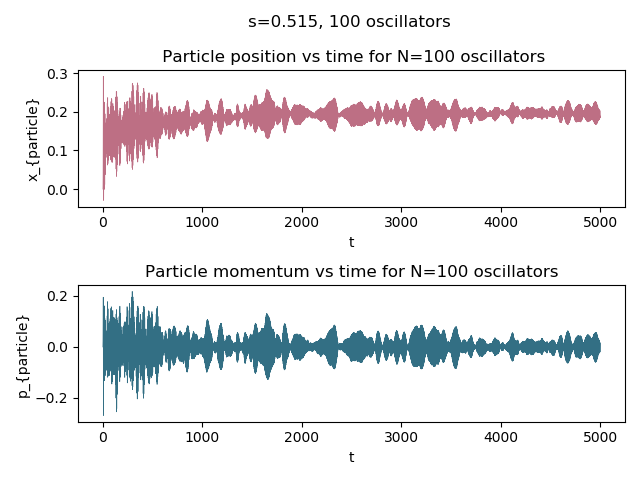 s=0.515, 100 oscillators
Particle position vs time for N=100 oscillators
0.3
0.2
0.1
0.0
x_{particle}
0 1000 2000 3000 4000 5000
t
Particle momentum vs time for N=100 oscillators
0.2
0.0
−0.2
p_{particle}
0 1000 2000 3000 4000 5000
t